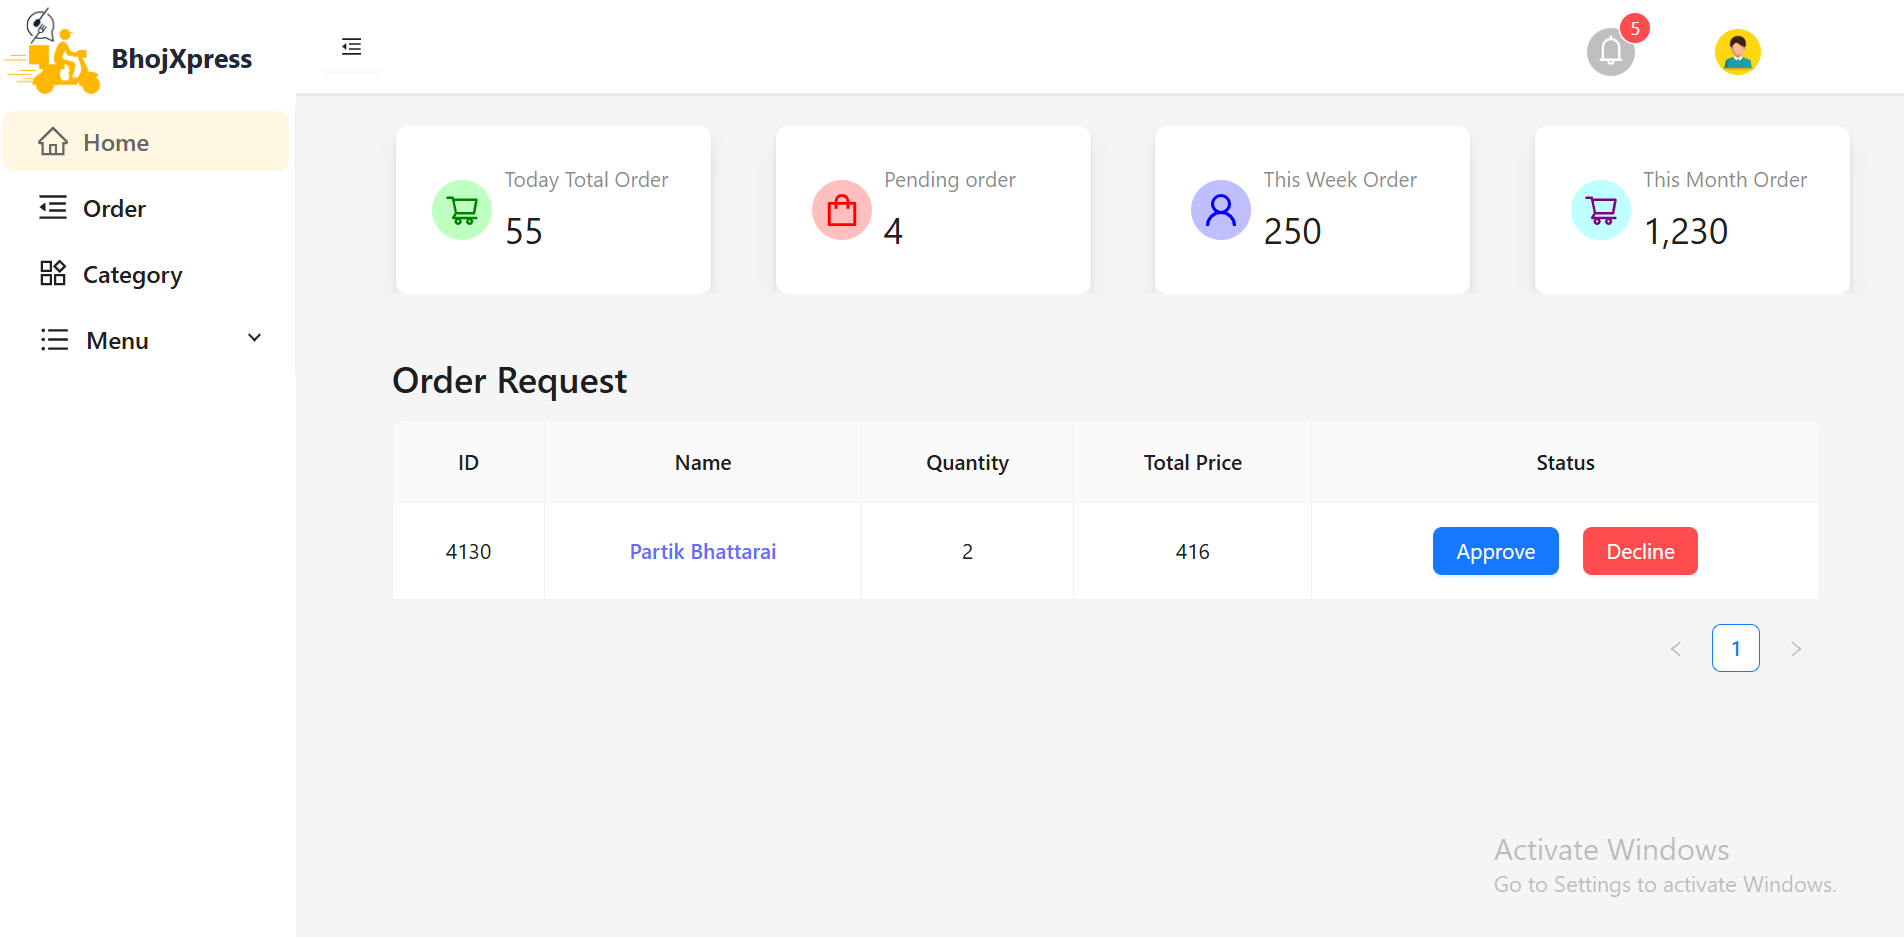 BhojXpress
5
Home
Order
Category
Menu
Today Total Order
55
Pending order
4
This Week Order
250
This Month Order
1,230
Order Request
ID Name Quantity Total Price Status
4130 Partik Bhattarai 2 416 Approve Decline
< 1 >
Activate Windows
Go to Settings to activate Windows.